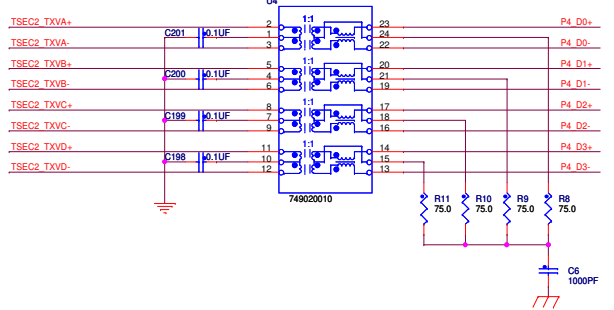 U4
TSEC2_TXVA+ 2 1:1 23 P4_D0+
C201 0.1UF 1 24
TSEC2_TXVA- 3 22 P4_D0-
TSEC2_TXVB+ 5 1:1 20 P4_D1+
C200 0.1UF 4 21
TSEC2_TXVB- 6 19 P4_D1-
TSEC2_TXVC+ 8 1:1 17 P4_D2+
C199 0.1UF 7 18
TSEC2_TXVC- 9 16 P4_D2-
TSEC2_TXVD+ 11 1:1 14 P4_D3+
C198 0.1UF 10 15
TSEC2_TXVD- 12 13 P4_D3-
749020010
R11 R10 R9 R8
75.0 75.0 75.0 75.0
C6
1000PF